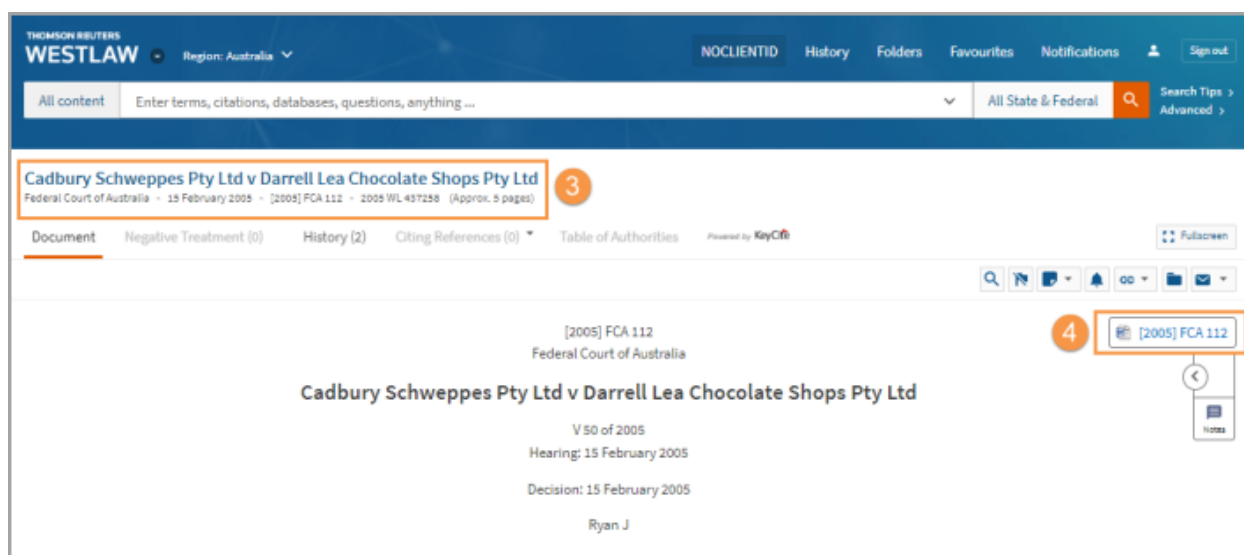 THOMSON REUTERS
WESTLAW Region: Australia NOCLIENTID History Folders Favourites Notifications Sign out
All content Enter terms, citations, databases, questions, anything ... All State & Federal Search Tips >
Advanced >
Cadbury Schweppes Pty Ltd v Darrell Lea Chocolate Shops Pty Ltd 3
Federal Court of Australia - 15 February 2005 - [2005] FCA 112 - 2005 WL 437258 (Approx. 5 pages)
Document Negative Treatment (0) History (2) Citing References (0) Table of Authorities Powered by KeyCite Fullscreen
[2005] FCA 112 4 [2005] FCA 112
Federal Court of Australia
Cadbury Schweppes Pty Ltd v Darrell Lea Chocolate Shops Pty Ltd
V 50 of 2005
Notes
Hearing: 15 February 2005
Decision: 15 February 2005
Ryan J